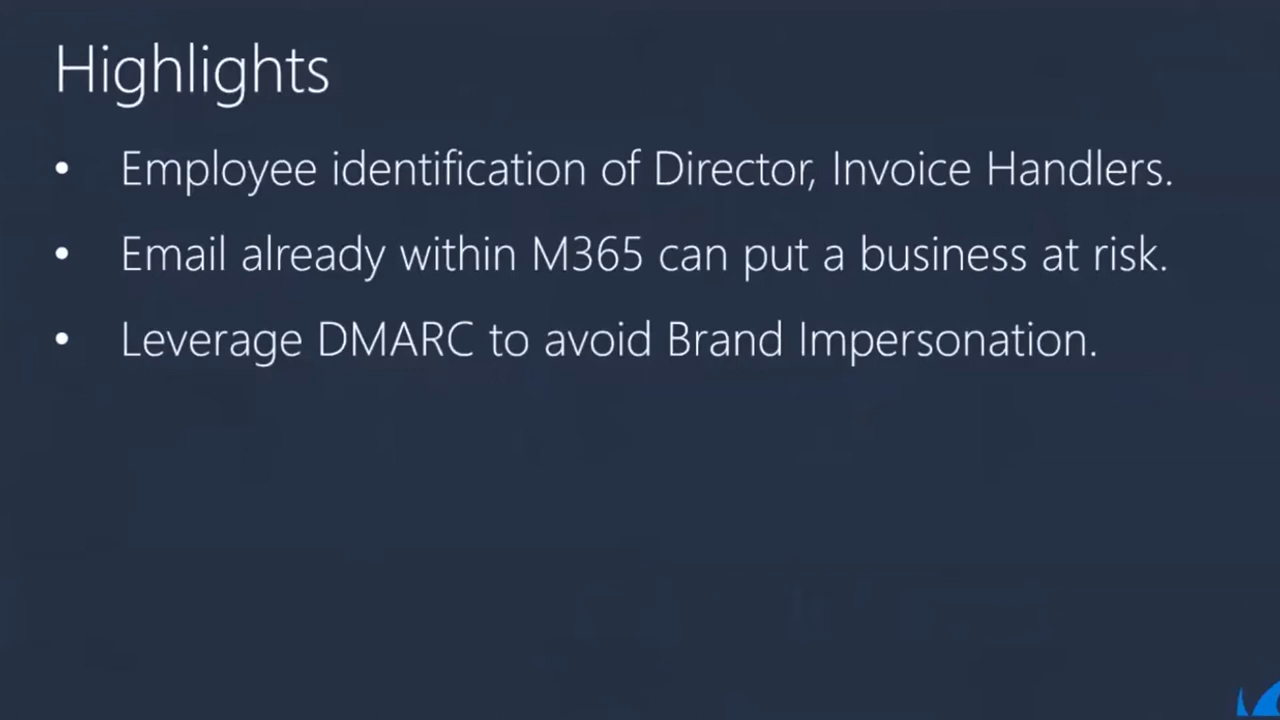 Highlights
• Employee identification of Director, Invoice Handlers.
• Email already within M365 can put a business at risk.
• Leverage DMARC to avoid Brand Impersonation.